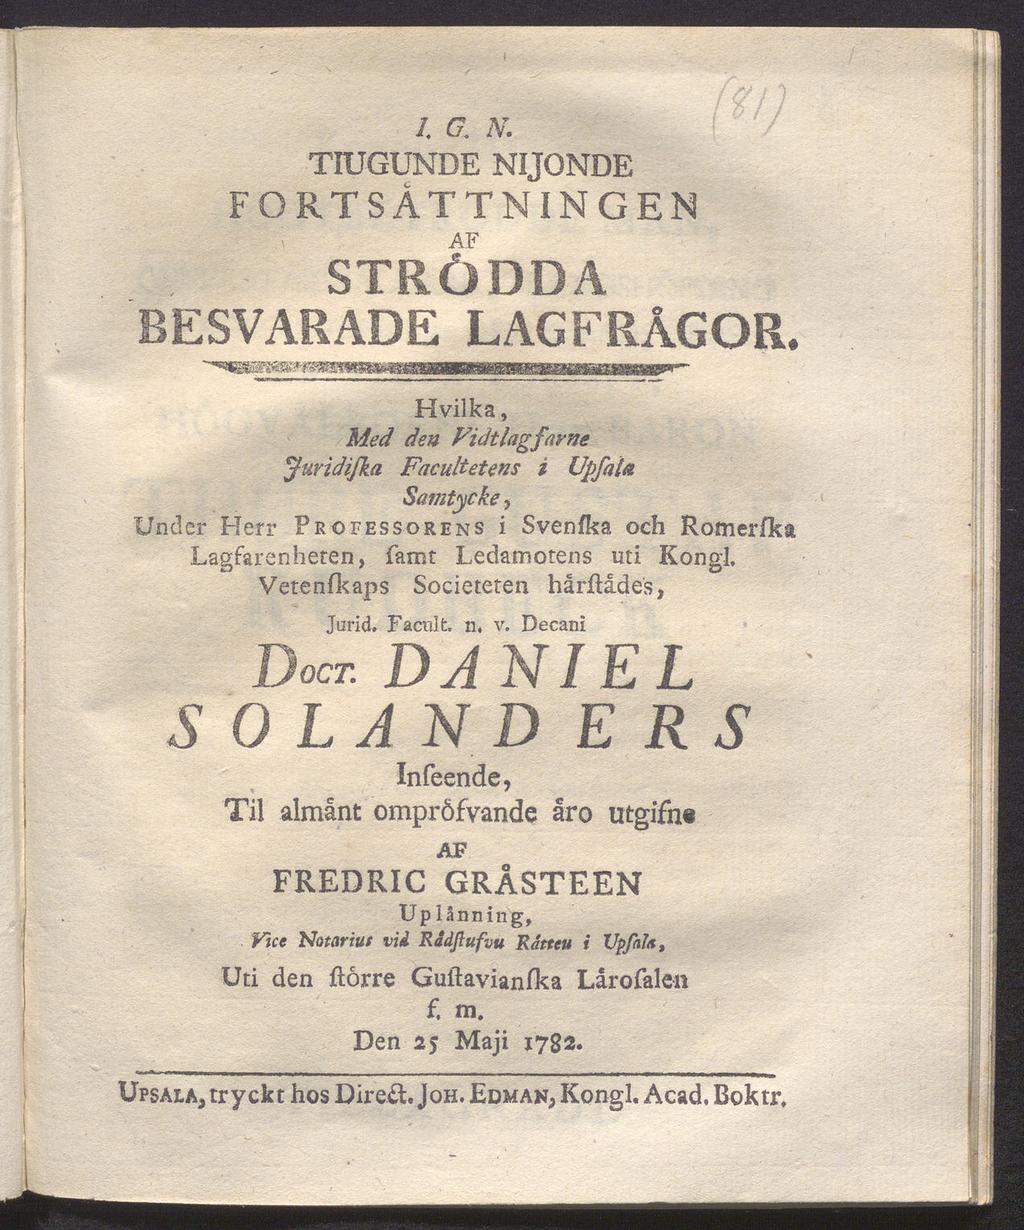 (81)
I. G. N.
TIUGUNDE NIJONDE
FORTSÅTTNINGEN
AF
STRÖDDA
BESVARADE LAGFRÅGOR.
Hvilka,
Med den Vidtlagfarne
Juridiſka Facultetens i Upſala
Samtycke,
Under Herr PROFESSORENS i Svenſka och Romerſka
Lagfarenheten, ſamt Ledamotens uti Kongl.
Vetenſkaps Societeten hårſtådes,
Jurid. Facult. n. v. Decani
DOCT. DANIEL
SOLANDERS
Inſeende,
Til almånt ompröfvande åro utgifne
AF
FREDRIC GRÅSTEEN
Uplånning,
Vice Notarius vid Rådſtufvu Råtten i Upſala,
Uti den ſtörre Guſtavianſka Låroſalen
f. m.
Den 25 Maji 1782.
UPSALA, tryckt hos Direct. JOH. EDMAN, Kongl. Acad. Boktr.